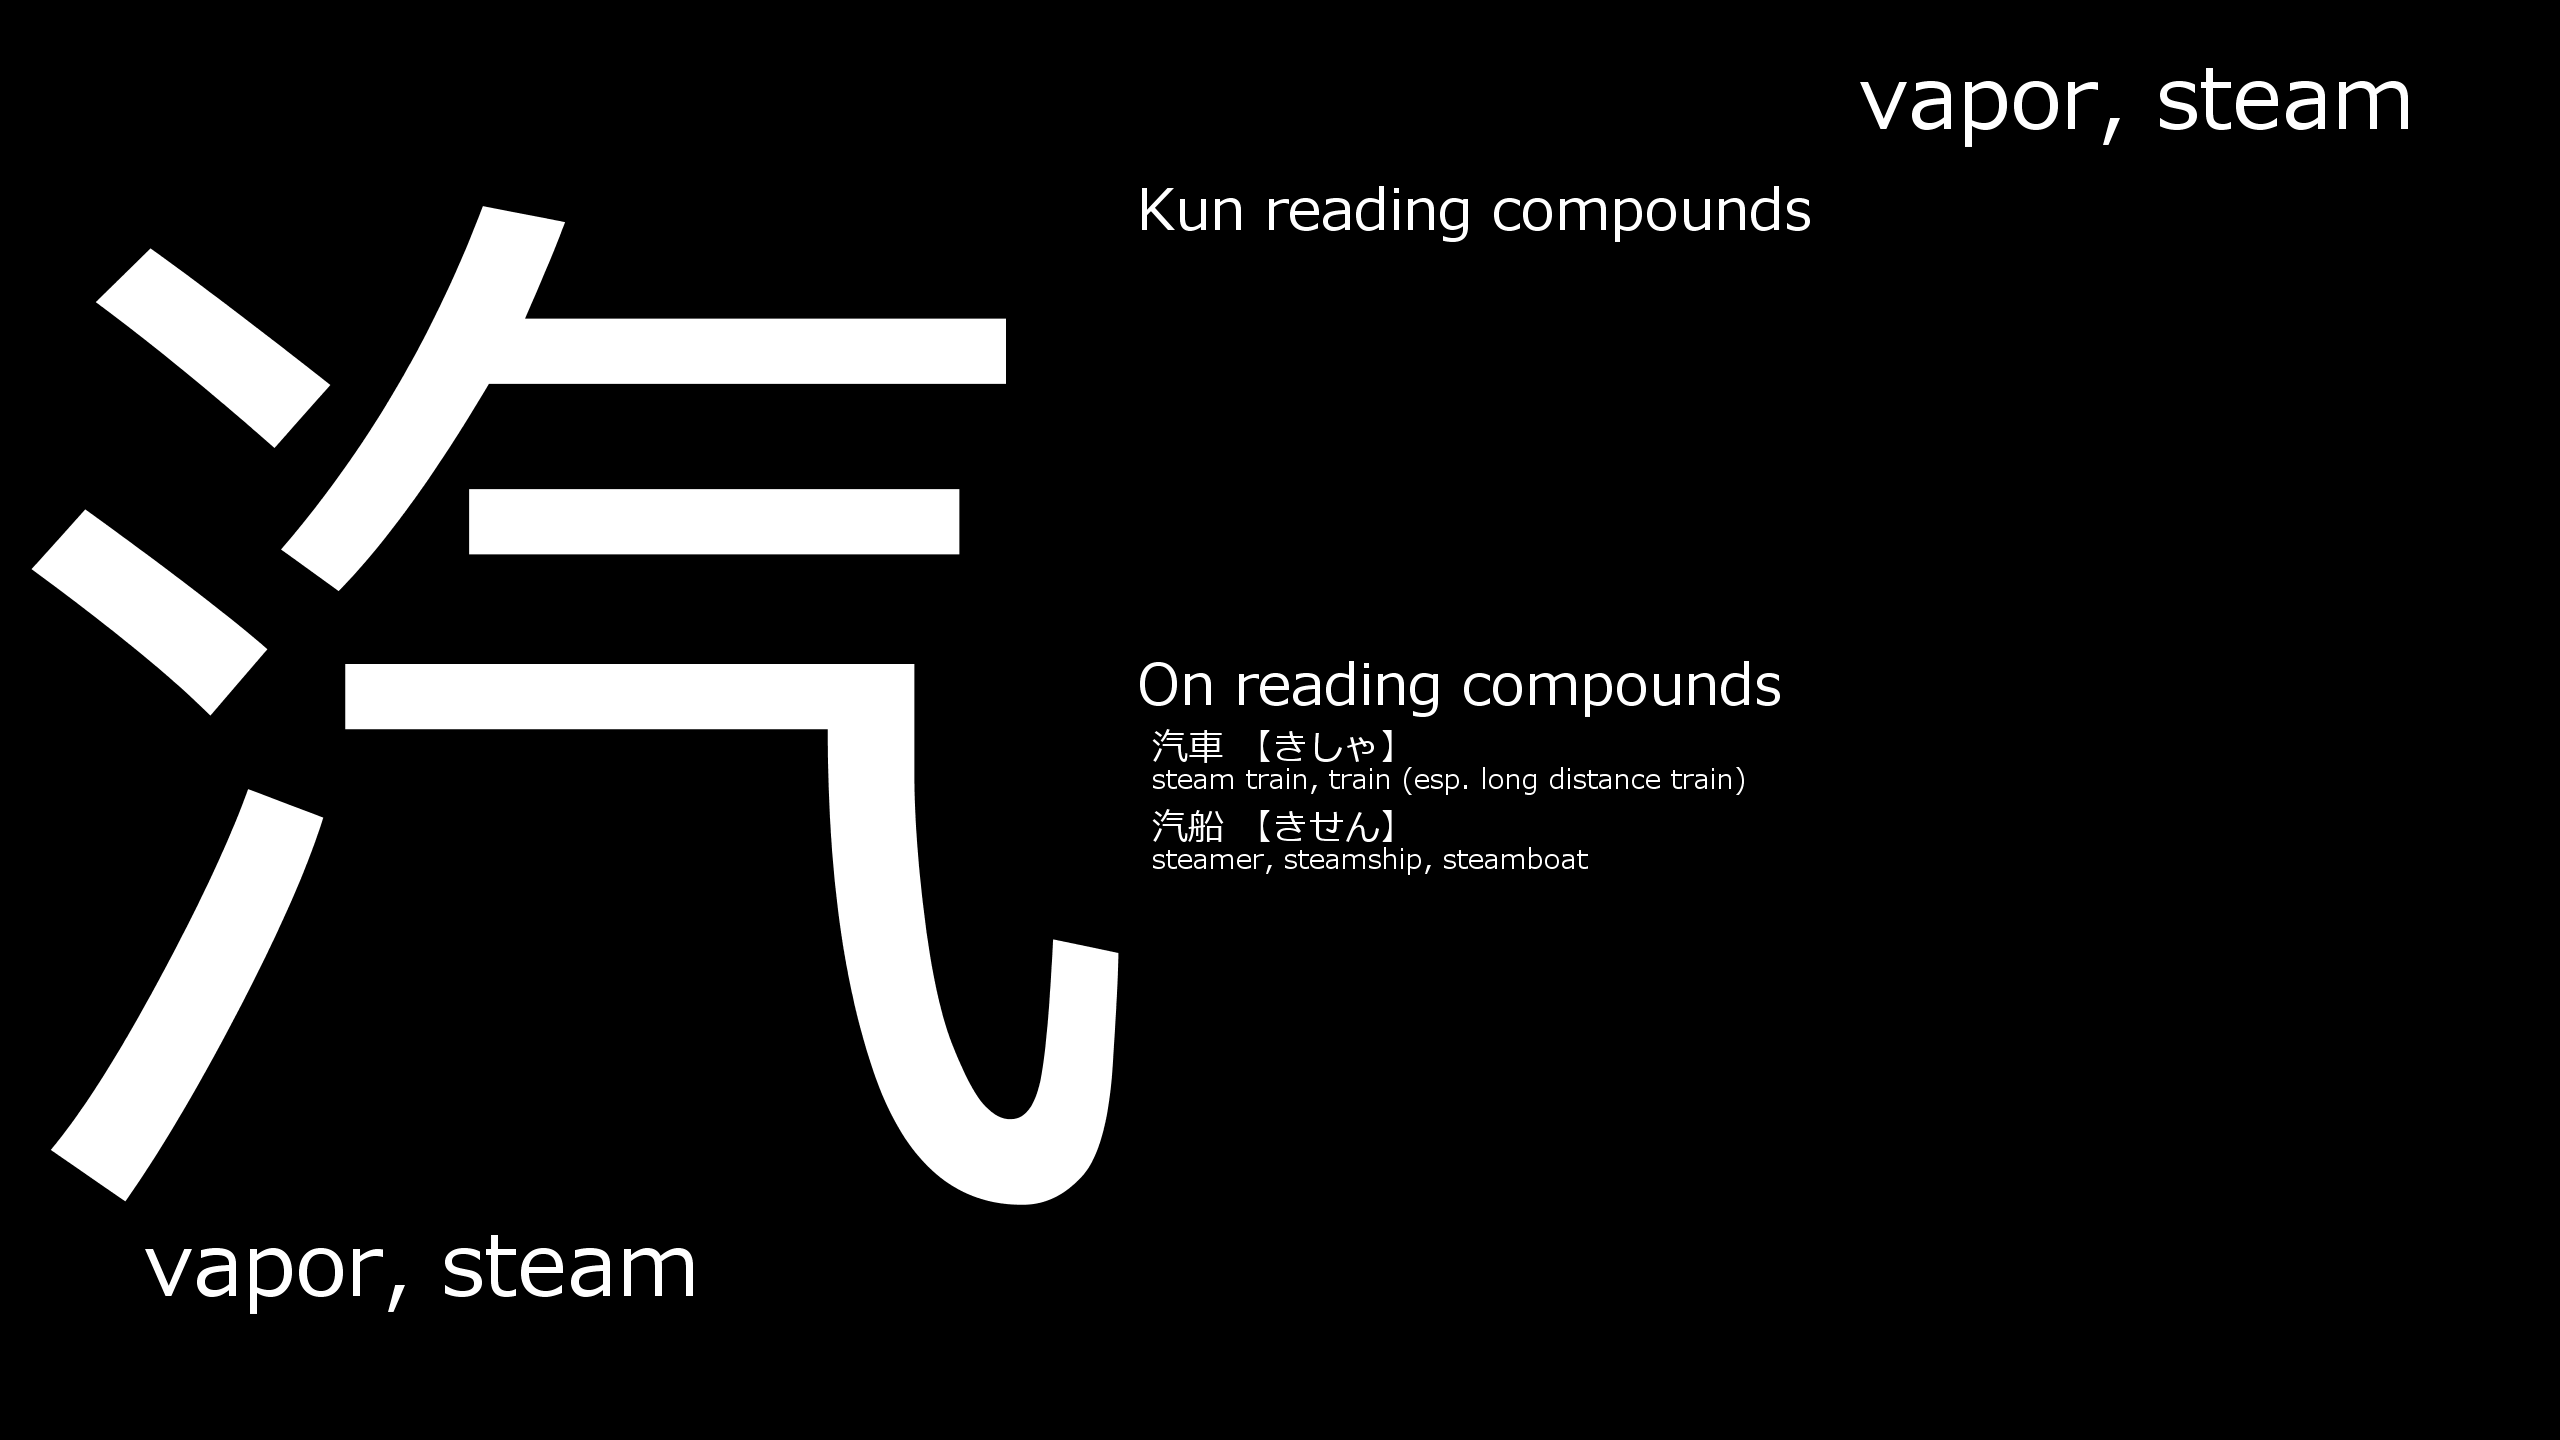 vapor, steam
汽
Kun reading compounds
On reading compounds
汽車 【きしゃ】
steam train, train (esp. long distance train)
汽船 【きせん】
steamer, steamship, steamboat
vapor, steam